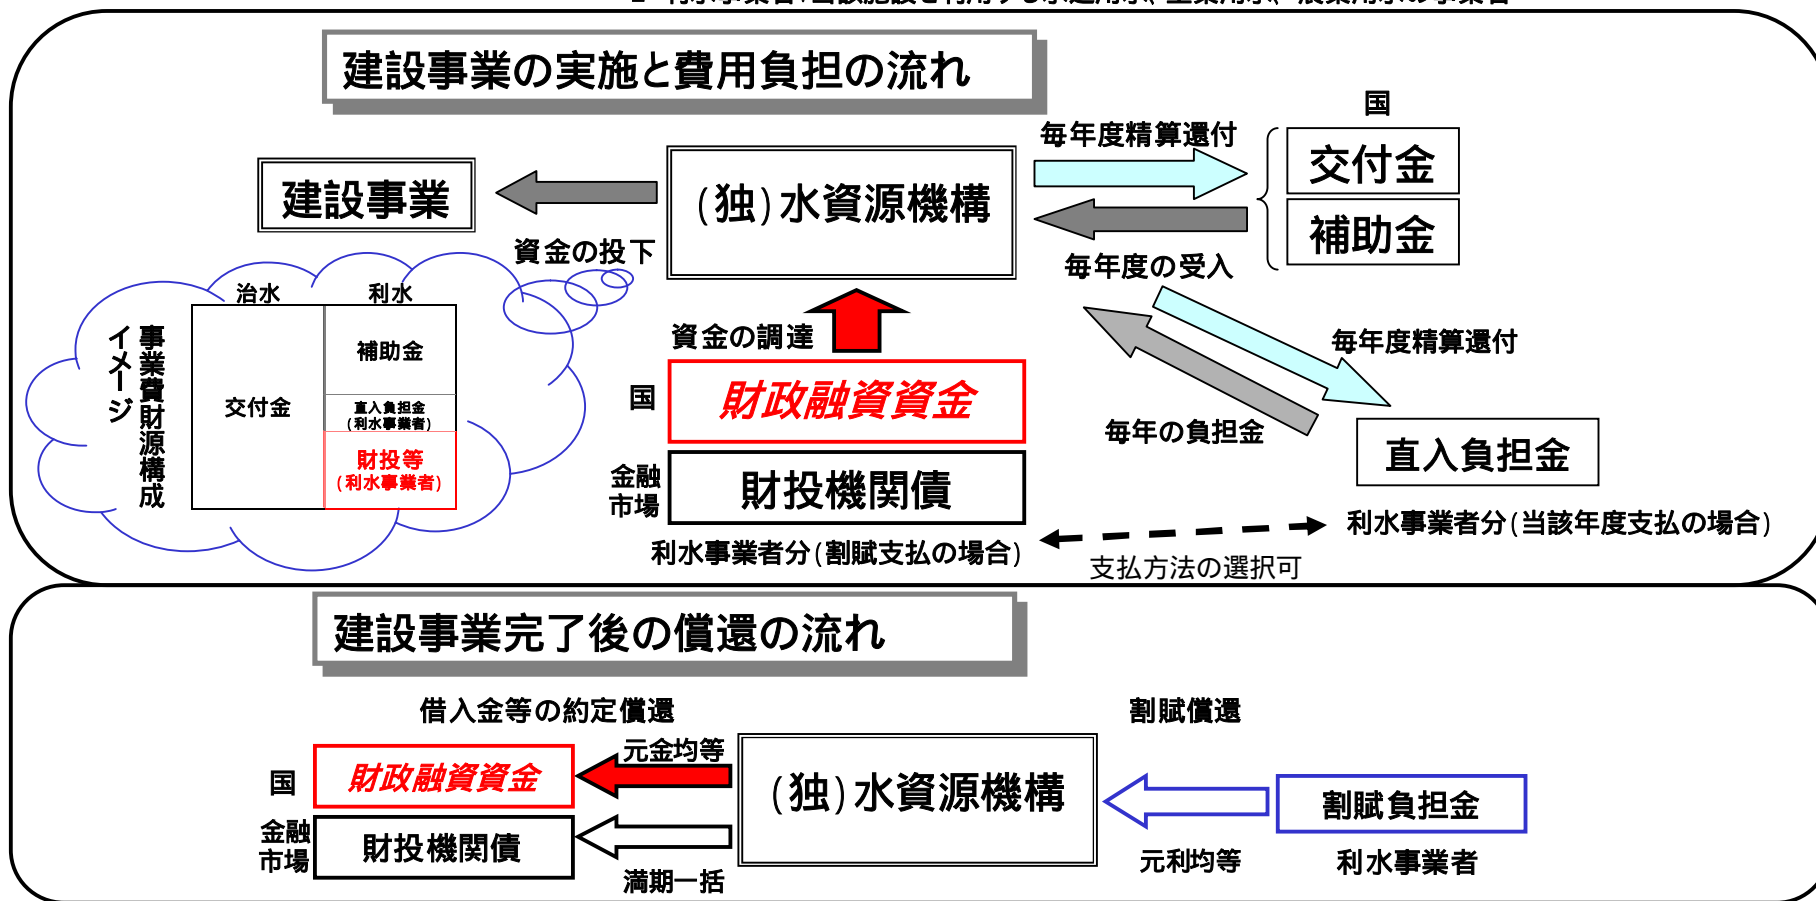 建設事業の実施と費用負担の流れ
国
毎年度精算還付
交付金
補助金
(独)水資源機構
建設事業
資金の投下
毎年度の受入
治水
利水
事業費財源構成
イメージ
交付金
補助金
直入負担金
(利水事業者)
財投等
(利水事業者)
資金の調達
国
財政融資資金
金融
市場
財投機関債
利水事業者分(割賦支払の場合)
毎年度精算還付
毎年の負担金
直入負担金
利水事業者分(当該年度支払の場合)
支払方法の選択可
建設事業完了後の償還の流れ
借入金等の約定償還
割賦償還
国
財政融資資金
元金均等
(独)水資源機構
割賦負担金
金融
市場
財投機関債
満期一括
元利均等
利水事業者